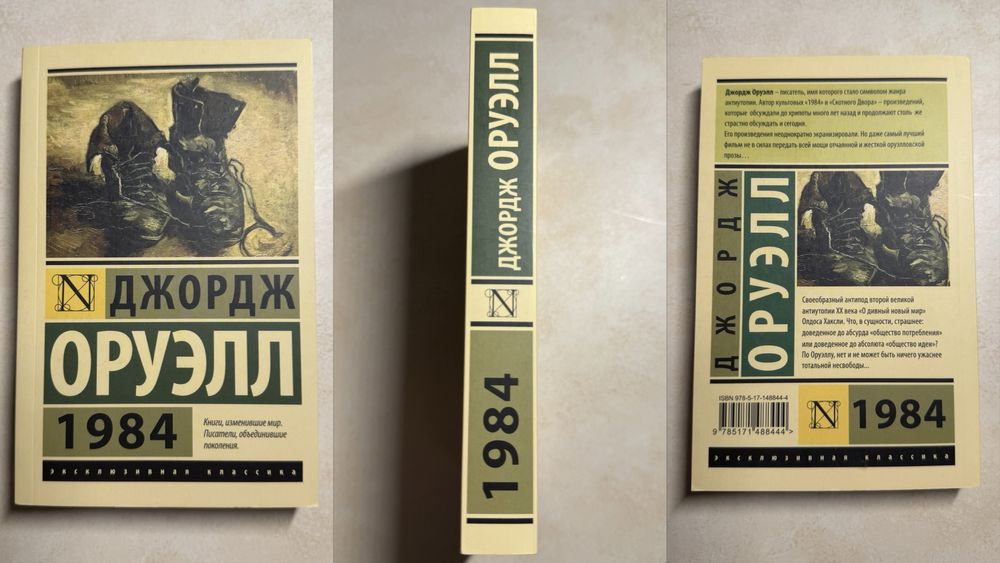 N ДЖОРДЖ
ОРУЭЛЛ
1984
Книги, изменившие мир.
Писатели, объединившие
поколения.
эксклюзивная классика
ДЖОРДЖ ОРУЭЛЛ
N
1984
Джордж Оруэлл – писатель, имя которого стало символом жанра
антиутопии. Автор культовых «1984» и «Скотного Двора» – произведений,
которые обсуждали до хрипоты много лет назад и продолжают столь же
страстно обсуждать и сегодня.
Его произведения неоднократно экранизировали. Но даже самый лучший
фильм не в силах передать всей мощи отчаянной и жесткой оруэлловской
прозы…
ДЖОРДЖ
ОРУЭЛЛ
Своеобразный антипод второй великой
антиутопии XX века «О дивный новый мир»
Олдоса Хаксли. Что, в сущности, страшнее:
доведенное до абсурда «общество потребления»
или доведенное до абсолюта «общество идеи»?
По Оруэллу, нет и не может быть ничего ужаснее
тотальной несвободы...
ISBN 978-5-17-148844-4
9 785171 488444 >
N 1984
эксклюзивная классика